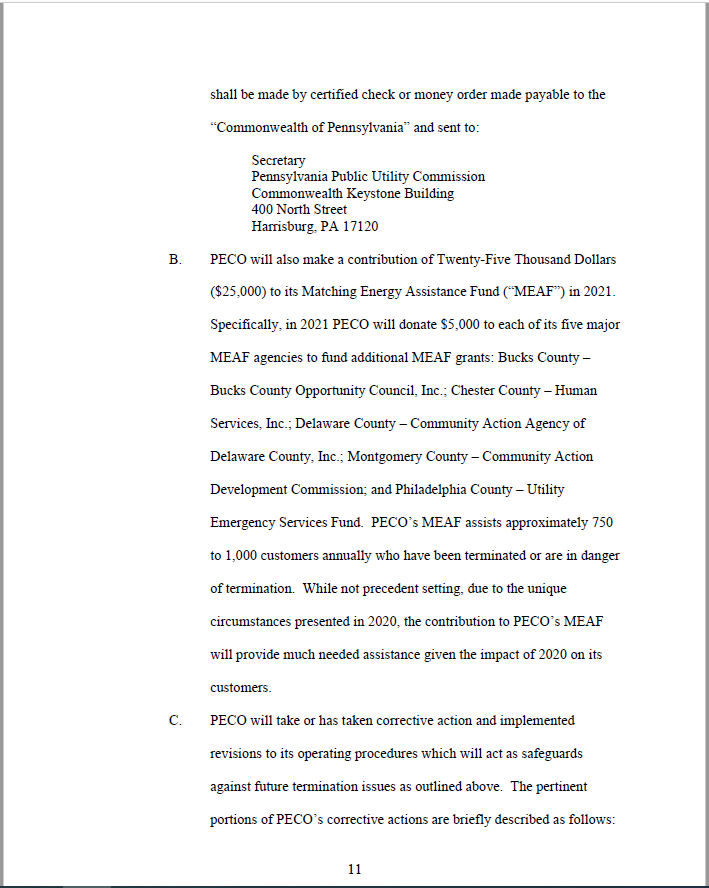 shall be made by certified check or money order made payable to the
“Commonwealth of Pennsylvania” and sent to:
Secretary
Pennsylvania Public Utility Commission
Commonwealth Keystone Building
400 North Street
Harrisburg, PA 17120
B. PECO will also make a contribution of Twenty-Five Thousand Dollars
($25,000) to its Matching Energy Assistance Fund (“MEAF”) in 2021.
Specifically, in 2021 PECO will donate $5,000 to each of its five major
MEAF agencies to fund additional MEAF grants: Bucks County –
Bucks County Opportunity Council, Inc.; Chester County – Human
Services, Inc.; Delaware County – Community Action Agency of
Delaware County, Inc.; Montgomery County – Community Action
Development Commission; and Philadelphia County – Utility
Emergency Services Fund.  PECO’s MEAF assists approximately 750
to 1,000 customers annually who have been terminated or are in danger
of termination.  While not precedent setting, due to the unique
circumstances presented in 2020, the contribution to PECO’s MEAF
will provide much needed assistance given the impact of 2020 on its
customers.
C. PECO will take or has taken corrective action and implemented
revisions to its operating procedures which will act as safeguards
against future termination issues as outlined above.  The pertinent
portions of PECO’s corrective actions are briefly described as follows:
11